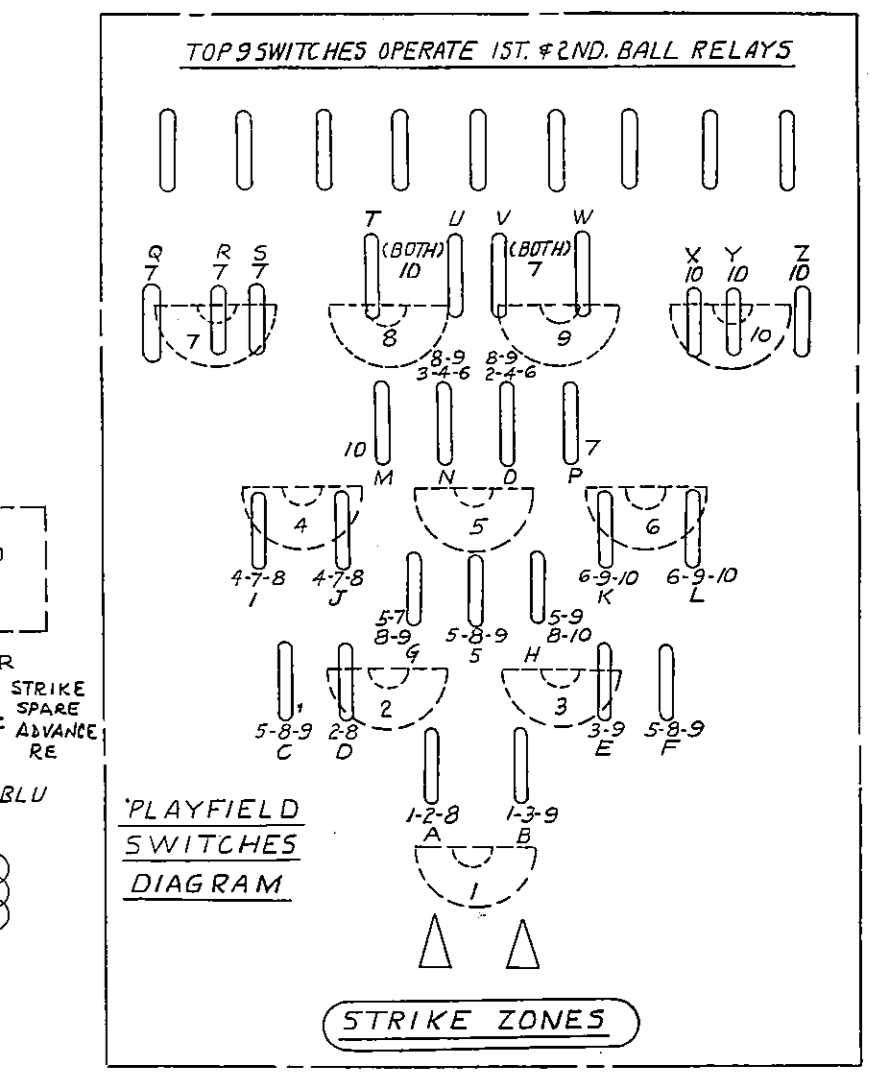 TOP 9 SWITCHES OPERATE 1ST. & 2ND. BALL RELAYS
T U V W
Q R S (BOTH) (BOTH) X Y Z
7 7 7 10 7 10 10 10
7 8 9 10
8-9 8-9
3-4-6 2-4-6
10 7
M N O P
4 5 6
4-7-8 4-7-8 6-9-10 6-9-10
I J K L
5-7 5-9
8-9 5-8-9 8-10
G 5 H
2 3
5-8-9 2-8 3-9 5-8-9
C D E F
R
STRIKE
SPARE
ADVANCE
RE
BLU
1-2-8 1-3-9
A B
PLAYFIELD
SWITCHES
DIAGRAM
1
STRIKE ZONES